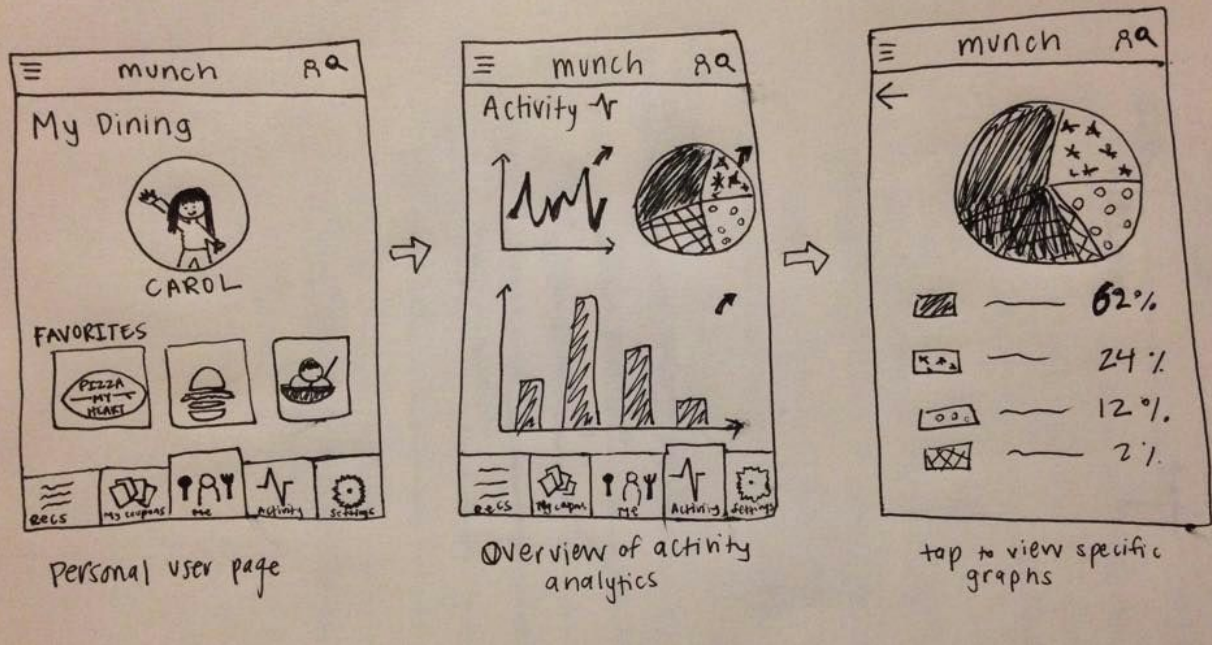 munch
My Dining
CAROL
FAVORITES
PIZZA
MY
HEART
Recs
My coupons
Me
Activity
Settings
Personal user page
munch
Activity
Recs
My coupons
Me
Activity
Settings
Overview of activity
analytics
munch
62%
24%
12%
2%
tap to view specific
graphs